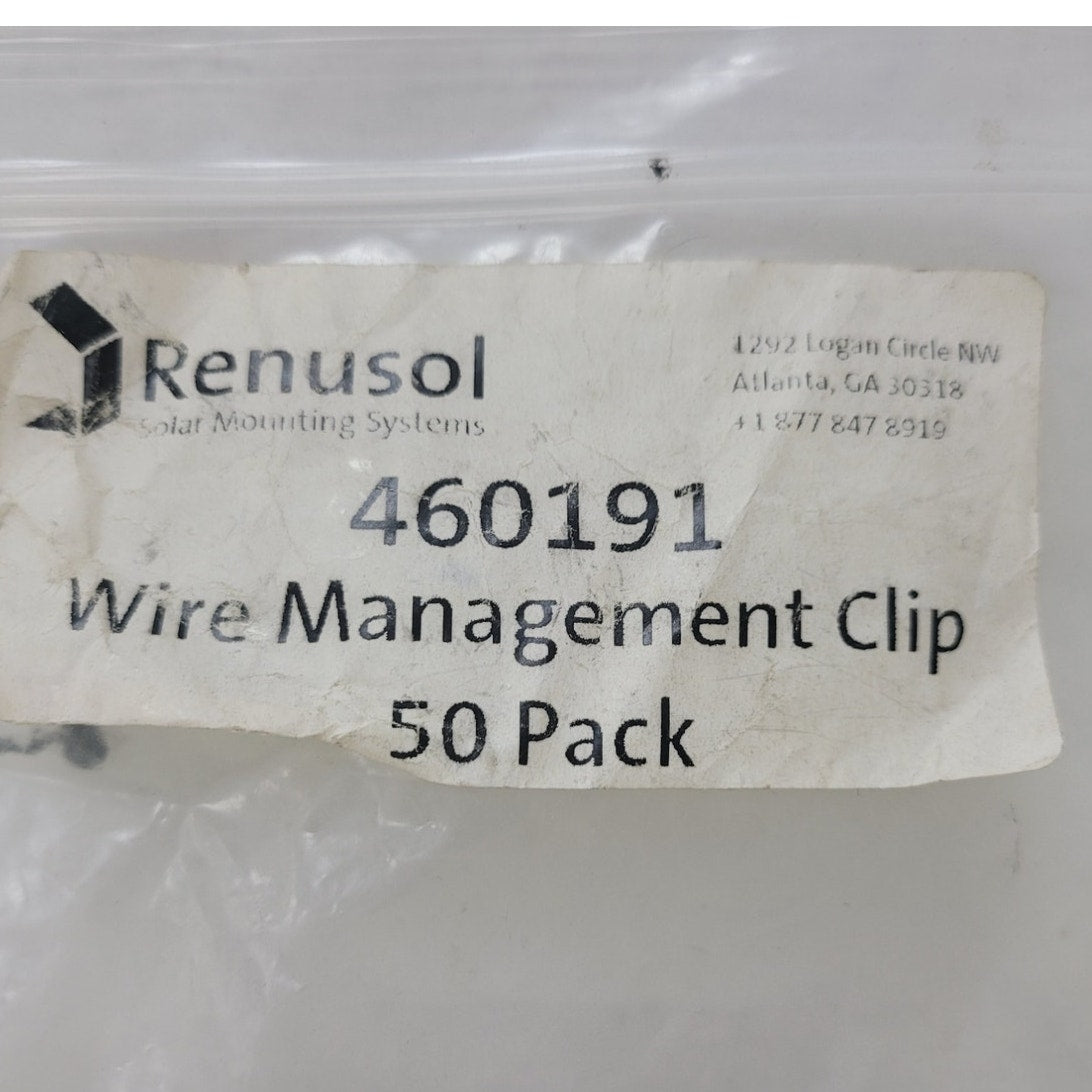 Renusol
Solar Mounting Systems
1292 Logan Circle NW
Atlanta, GA 30318
+1 877 847 8919
460191
Wire Management Clip
50 Pack